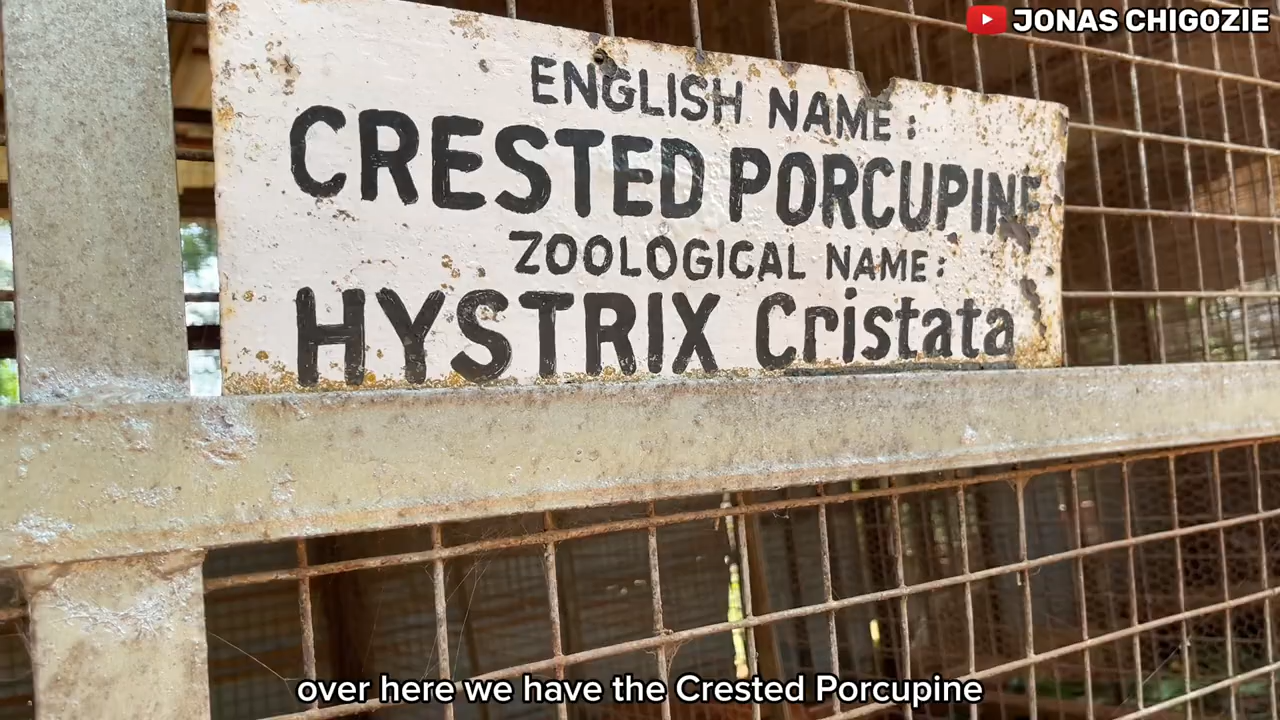 JONAS CHIGOZIE
ENGLISH NAME:
CRESTED PORCUPINE
ZOOLOGICAL NAME:
HYSTRIX Cristata
over here we have the Crested Porcupine